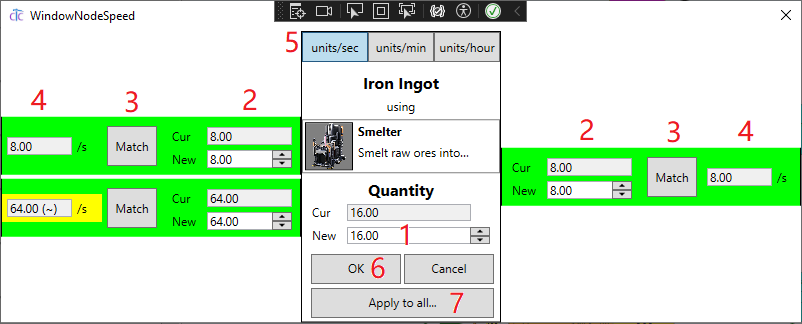 WindowNodeSpeed
5 units/sec units/min units/hour
Iron Ingot
using
Smelter
Smelt raw ores into...
Quantity
Cur 16.00
New 16.00 1
OK 6 Cancel
Apply to all... 7
4 3 2
8.00 /s Match Cur 8.00
New 8.00
64.00 (~) /s Match Cur 64.00
New 64.00
2 3 4
Cur 8.00 Match 8.00 /s
New 8.00